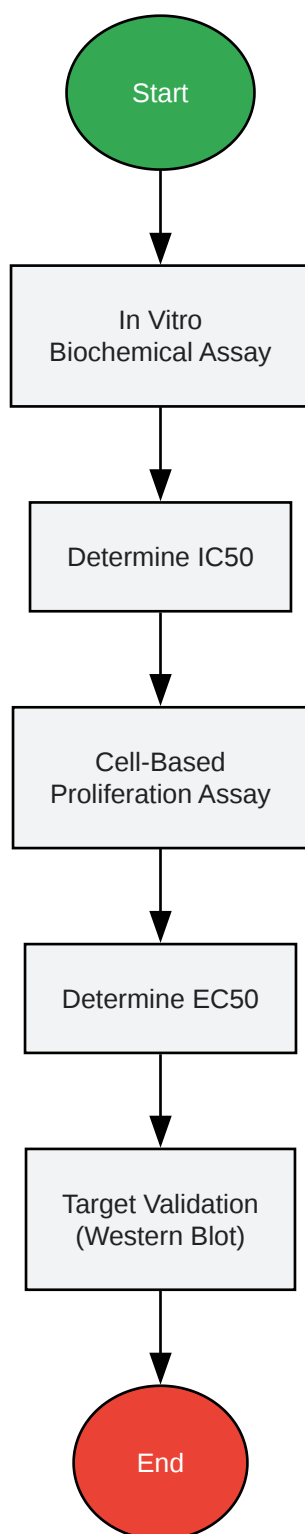 Start
In Vitro
Biochemical Assay
Determine IC50
Cell-Based
Proliferation Assay
Determine EC50
Target Validation
(Western Blot)
End